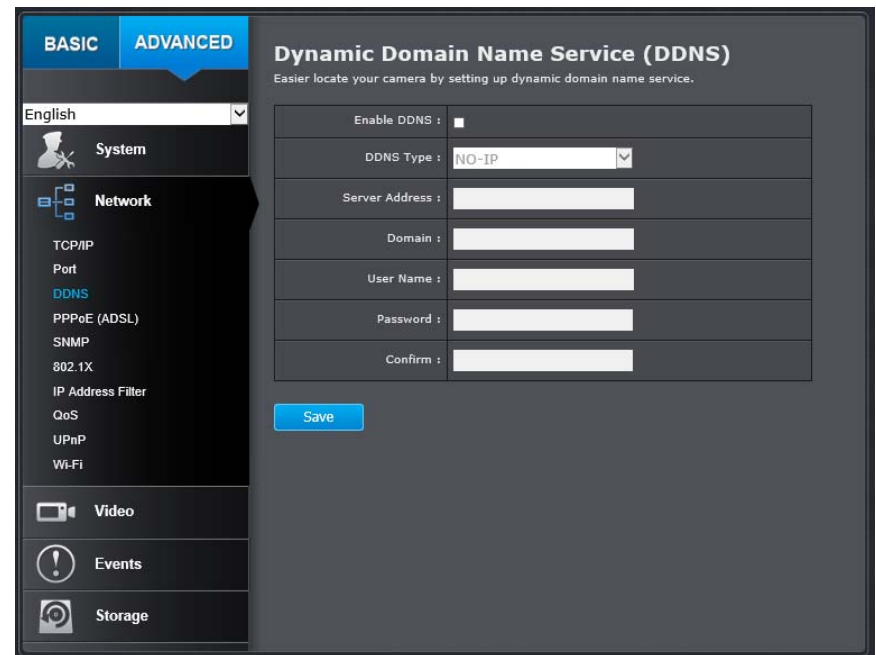 BASIC
ADVANCED
English
System
Network
TCP/IP
Port
DDNS
PPPoE (ADSL)
SNMP
802.1X
IP Address Filter
QoS
UPnP
Wi-Fi
Video
Events
Storage
Dynamic Domain Name Service (DDNS)
Easier locate your camera by setting up dynamic domain name service.
Enable DDNS :
DDNS Type : NO-IP
Server Address :
Domain :
User Name :
Password :
Confirm :
Save